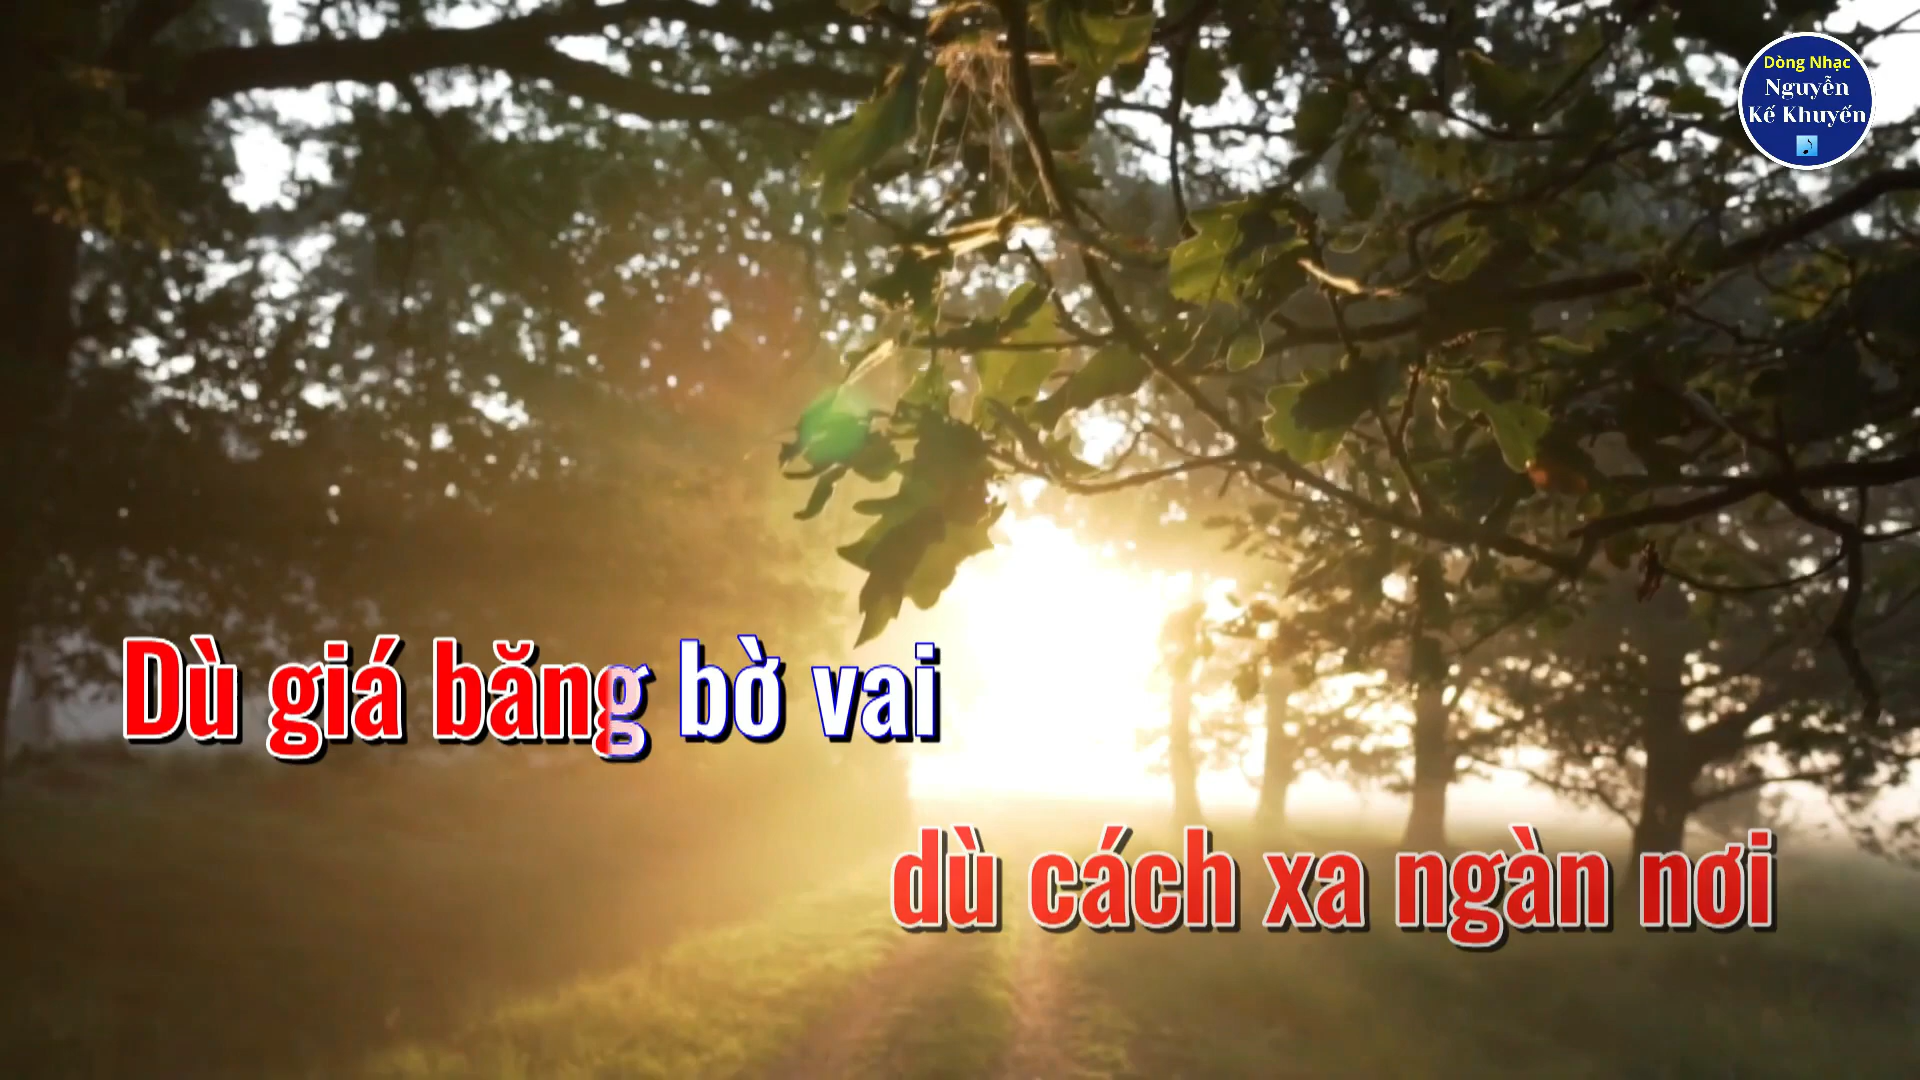 Dòng Nhạc
Nguyễn
Kế Khuyến
Dù giá băng bờ vai
dù cách xa ngàn nơi